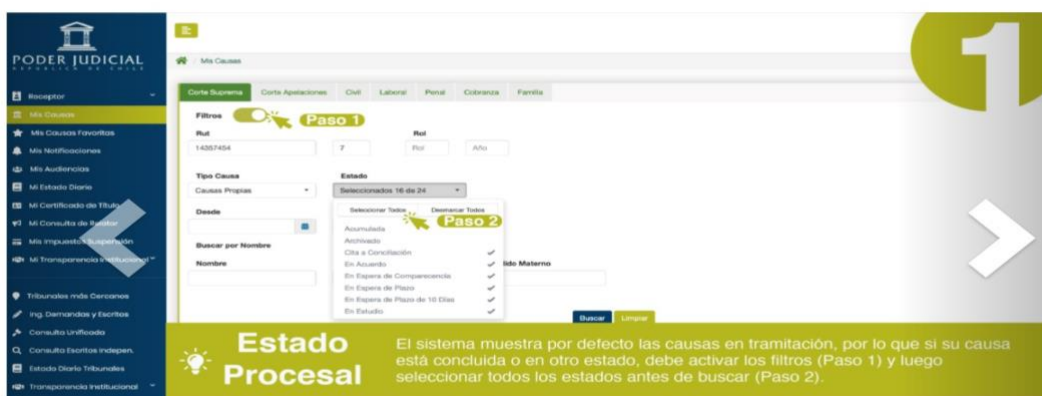 PODER JUDICIAL
REPUBLICA DE CHILE
Receptor
Mis Causas
Mis Causas Favoritas
Mis Notificaciones
Mis Audiencias
Mi Estado Diario
Mi Certificado de Título
Mi Consulta de
Mis Impuestos Suspensión
Mi Transparencia Institucional
Tribunales más Cercanos
Ing. Demandas y Escritos
Consulta Unificada
Consulta Escritos Indepen.
Estado Diario Tribunales
Transparencia Institucional
/ Mis Causas
1
Corte Suprema Corte Apelaciones Civil Laboral Penal Cobranza Familia
Filtros Paso 1
Rut Rol
14357454 7 Rol Año
Tipo Causa Estado
Causas Propias Seleccionados 16 de 24
Desde Seleccionar Todos Desmarcar Todos
Paso 2
Acumulada
Archivado
Cita a Conciliación
En Acuerdo
En Espera de Comparecencia
En Espera de Plazo
En Espera de Plazo de 10 Días
En Estudio
Buscar por Nombre
Nombre lido Materno
Buscar Limpiar
Estado
Procesal
El sistema muestra por defecto las causas en tramitación, por lo que si su causa
está concluida o en otro estado, debe activar los filtros (Paso 1) y luego
seleccionar todos los estados antes de buscar (Paso 2).